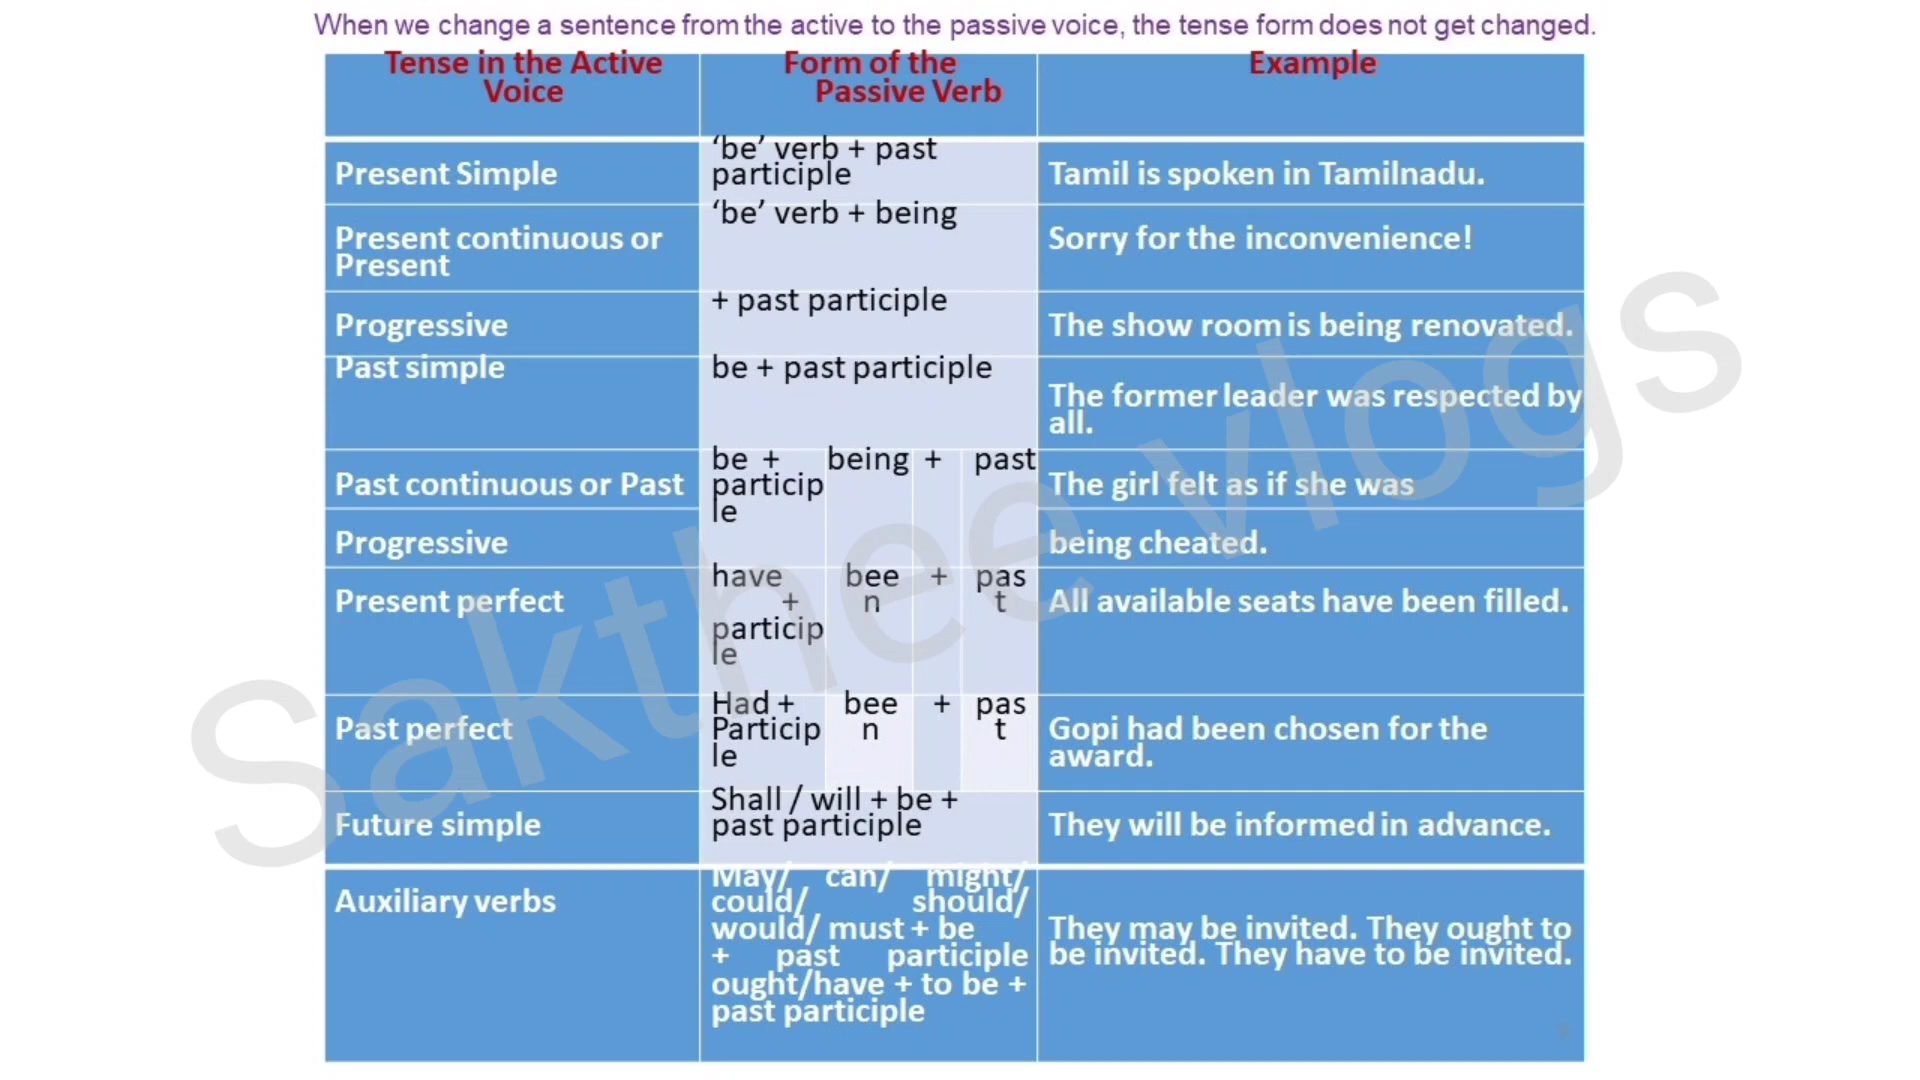 When we change a sentence from the active to the passive voice, the tense form does not get changed.
Tense in the Active
Voice
Form of the
Passive Verb
Example
Present Simple
‘be’ verb + past
participle
Tamil is spoken in Tamilnadu.
Present continuous or
Present
‘be’ verb + being
Sorry for the inconvenience!
Progressive
+ past participle
The show room is being renovated.
Past simple
be + past participle
The former leader was respected by
all.
Past continuous or Past
be + being + past
particip
le
The girl felt as if she was
Progressive
being cheated.
Present perfect
have bee + pas
+ n t
particip
le
All available seats have been filled.
Past perfect
Had + bee + pas
Particip n t
le
Gopi had been chosen for the
award.
Future simple
Shall / will + be +
past participle
They will be informed in advance.
Auxiliary verbs
May/ can/ might/
could/ should/
would/ must + be
+ past participle
ought/have + to be +
past participle
They may be invited. They ought to
be invited. They have to be invited.
Sakthee vlogs